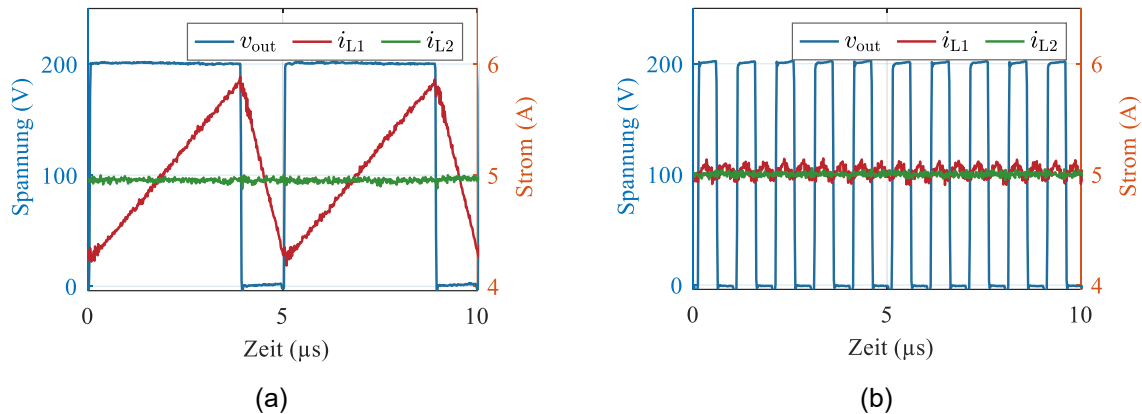 v_out i_L1 i_L2
Spannung (V)
200
100
0
Strom (A)
6
5
4
0 5 10
Zeit (µs)
(a)
v_out i_L1 i_L2
Spannung (V)
200
100
0
Strom (A)
6
5
4
0 5 10
Zeit (µs)
(b)